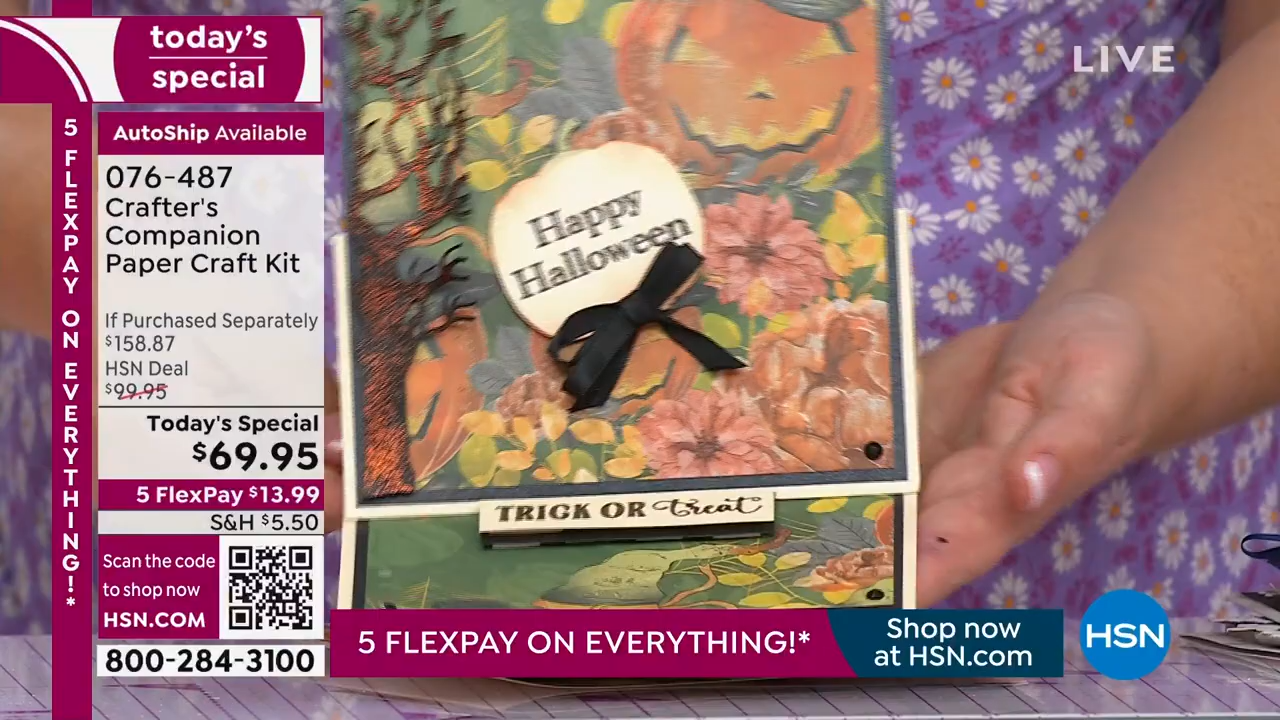 today's
special
LIVE
5 FLEXPAY ON EVERYTHING!*
AutoShip Available
076-487
Crafter's
Companion
Paper Craft Kit
If Purchased Separately
$158.87
HSN Deal
$99.95
Today's Special
$69.95
5 FlexPay $13.99
S&H $5.50
Scan the code
to shop now
HSN.COM
800-284-3100
Happy
Halloween
TRICK OR treat
5 FLEXPAY ON EVERYTHING!*
Shop now
at HSN.com
HSN